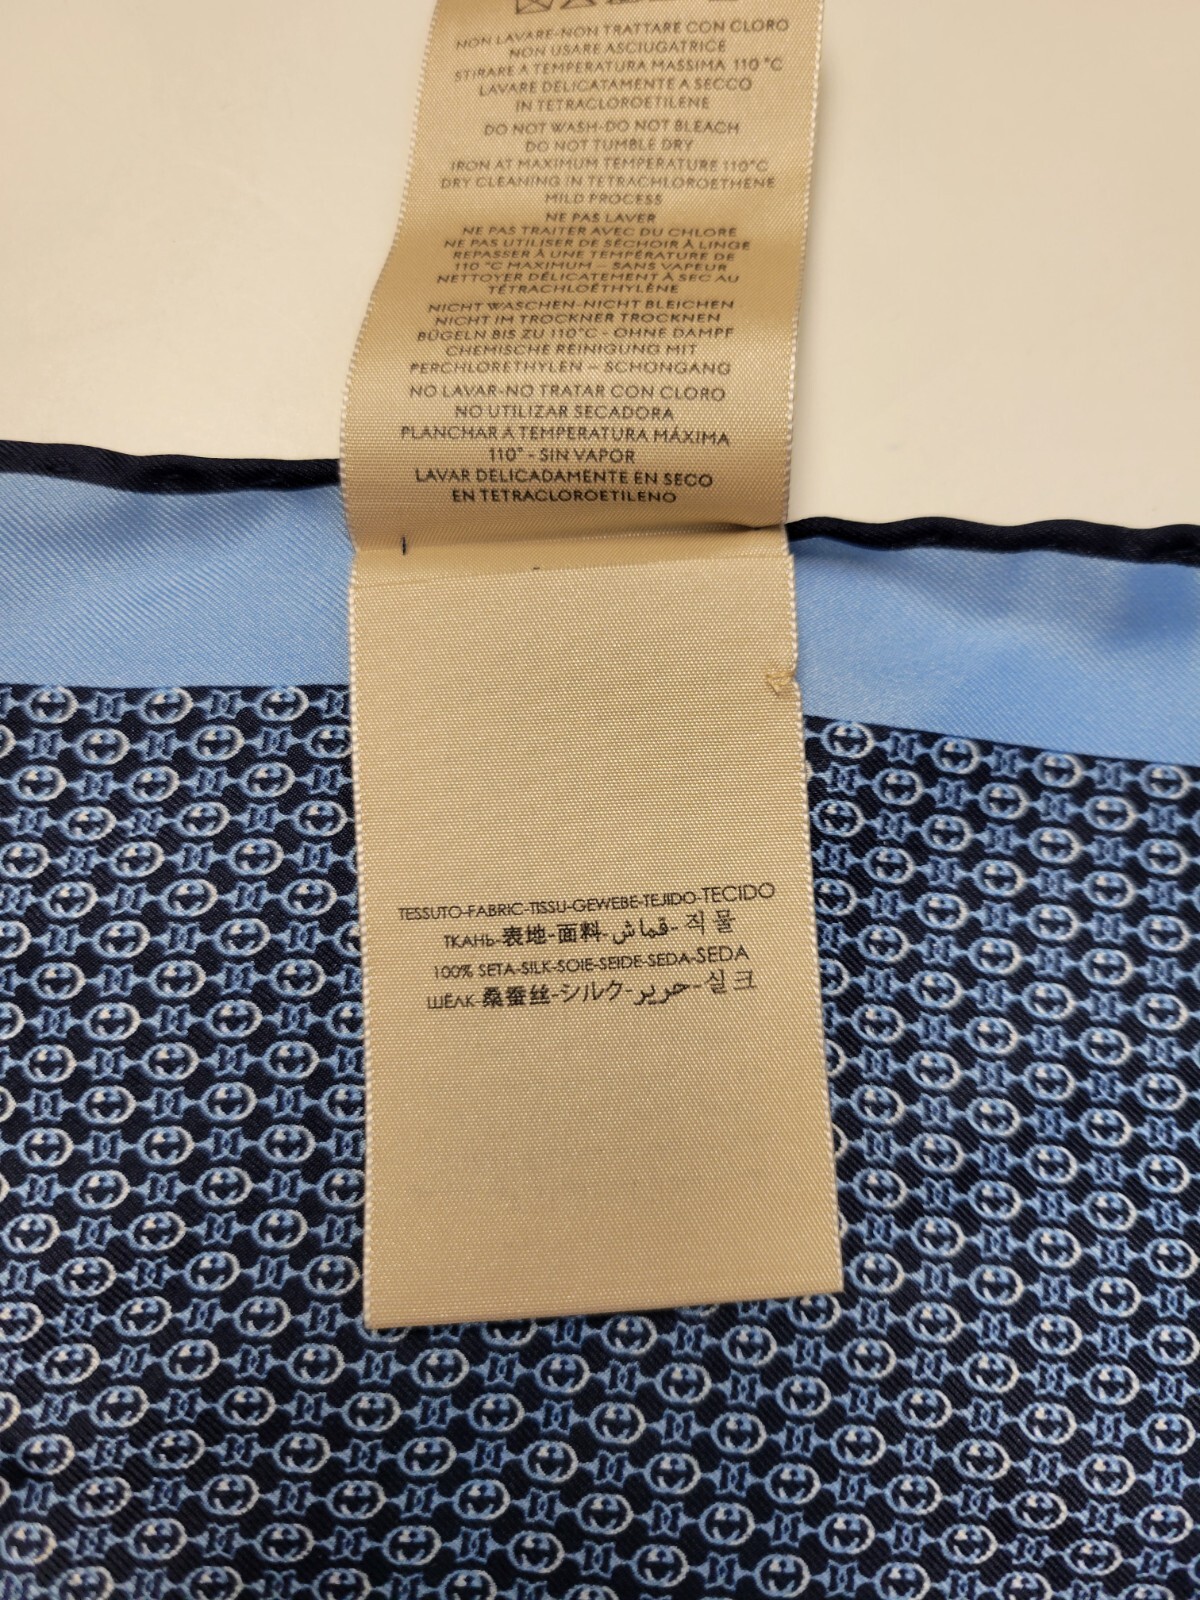 NON LAVARE-NON TRATTARE CON CLORO
NON USARE ASCIUGATRICE
STIRARE A TEMPERATURA MASSIMA 110 °C
LAVARE DELICATAMENTE A SECCO
IN TETRACLOROETILENE
DO NOT WASH-DO NOT BLEACH
DO NOT TUMBLE DRY
IRON AT MAXIMUM TEMPERATURE 110°C
DRY CLEANING IN TETRACHLOROETHENE
MILD PROCESS
NE PAS LAVER
NE PAS TRAITER AVEC DU CHLORE
NE PAS UTILISER DE SÉCHOIR À LINGE
REPASSER À UNE TEMPÉRATURE DE
110 °C MAXIMUM – SANS VAPEUR
NETTOYER DÉLICATEMENT À SEC AU
TÉTRACHLOÉTHYLÈNE
NICHT WASCHEN-NICHT BLEICHEN
NICHT IM TROCKNER TROCKNEN
BÜGELN BIS ZU 110°C - OHNE DAMPF
CHEMISCHE REINIGUNG MIT
PERCHLORETHYLEN – SCHONGANG
NO LAVAR-NO TRATAR CON CLORO
NO UTILIZAR SECADORA
PLANCHAR A TEMPERATURA MÁXIMA
110° - SIN VAPOR
LAVAR DELICADAMENTE EN SECO
EN TETRACLOROETILENO
TESSUTO-FABRIC-TISSU-GEWEBE-TEJIDO-TECIDO
ТКАНЬ-表地-面料-قماش-직물
100% SETA-SILK-SOIE-SEIDE-SEDA-SEDA
ШЁЛК 桑蚕丝-シルク-حرير-실크